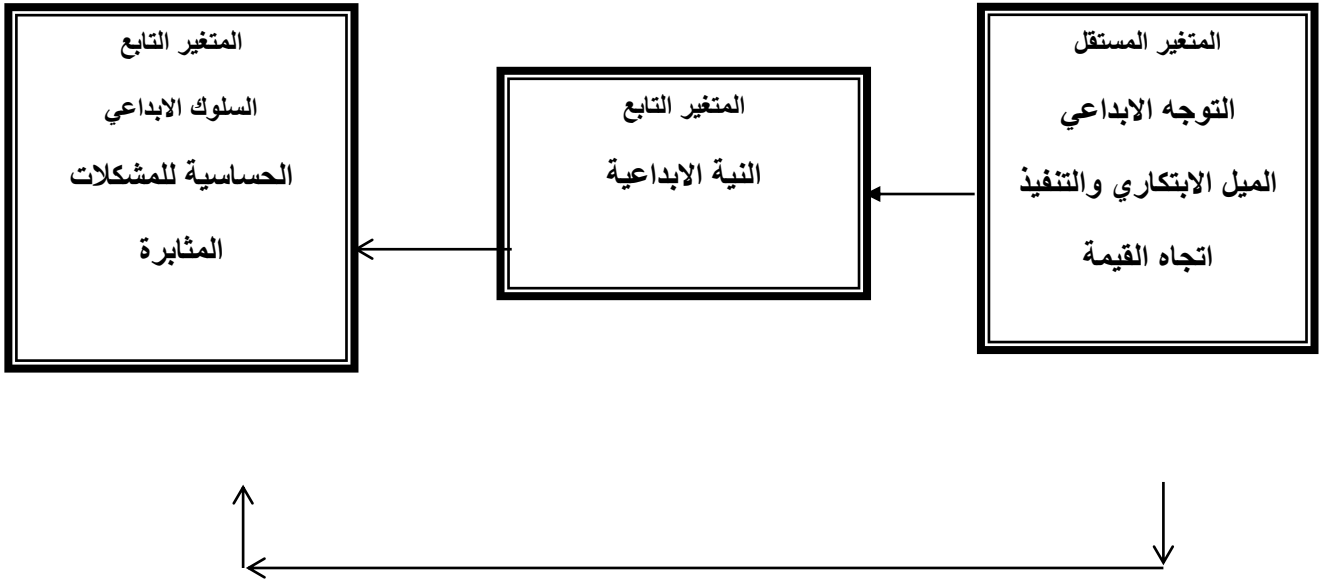 المتغير المستقل
التوجه الابداعي
الميل الابتكاري والتنفيذ
اتجاه القيمة
المتغير التابع
النية الابداعية
المتغير التابع
السلوك الابداعي
الحساسية للمشكلات
المثابرة